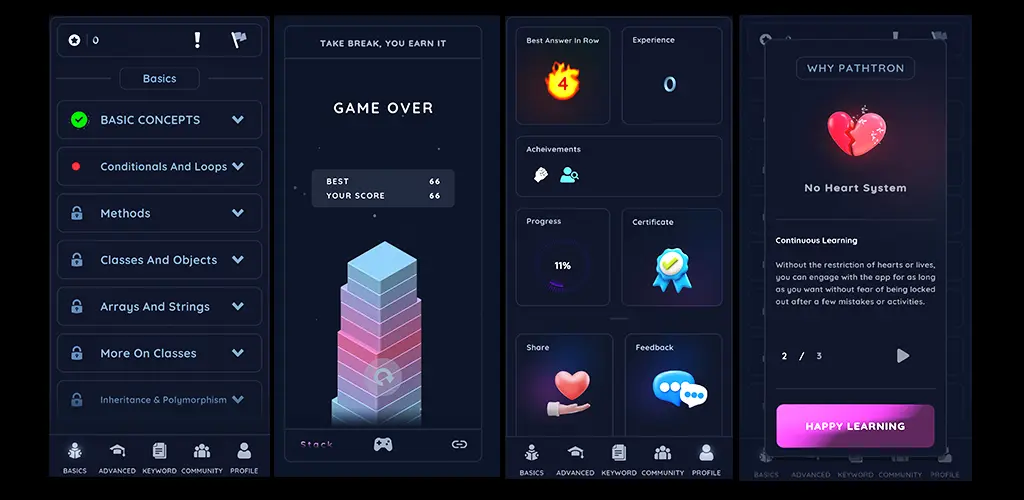 0
Basics
BASIC CONCEPTS
Conditionals And Loops
Methods
Classes And Objects
Arrays And Strings
More On Classes
Inheritance & Polymorphism
BASICS ADVANCED KEYWORD COMMUNITY PROFILE
TAKE BREAK, YOU EARN IT
GAME OVER
BEST 66
YOUR SCORE 66
Stack
Best Answer In Row
4
Experience
0
Acheivements
Progress
11%
Certificate
Share
Feedback
BASICS ADVANCED KEYWORD COMMUNITY PROFILE
WHY PATHTRON
No Heart System
Continuous Learning
Without the restriction of hearts or lives,
you can engage with the app for as long
as you want without fear of being locked
out after a few mistakes or activities.
2 / 3
HAPPY LEARNING
BASICS ADVANCED KEYWORD COMMUNITY PROFILE